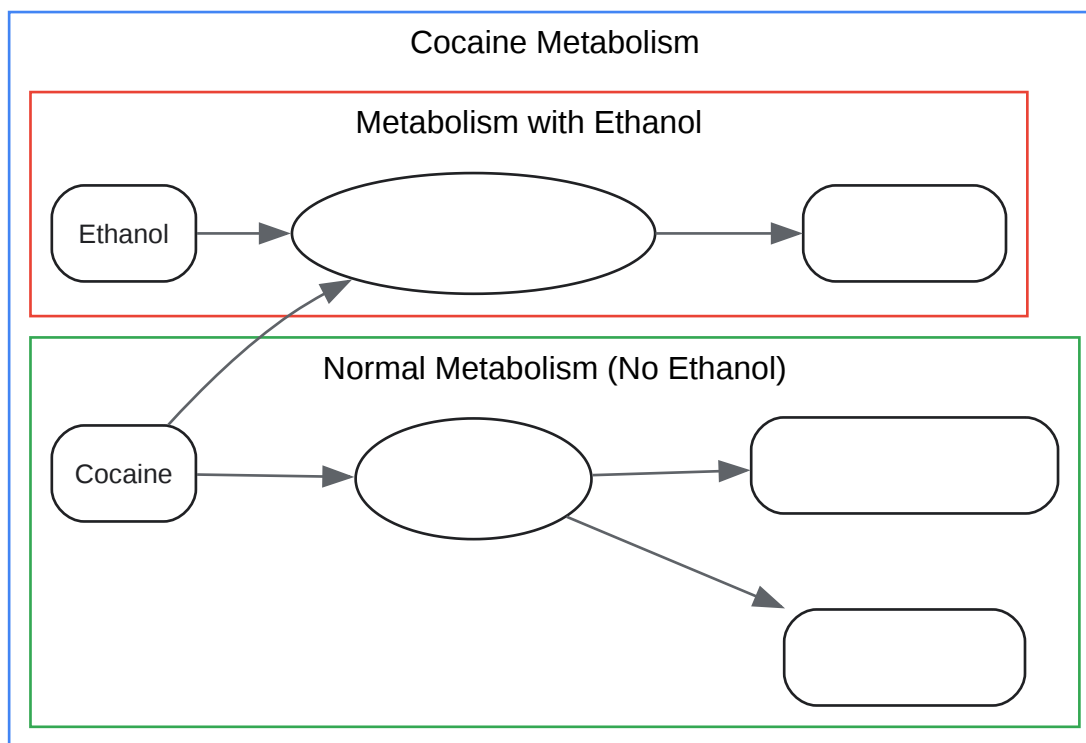 Cocaine Metabolism
Metabolism with Ethanol
Ethanol
Normal Metabolism (No Ethanol)
Cocaine